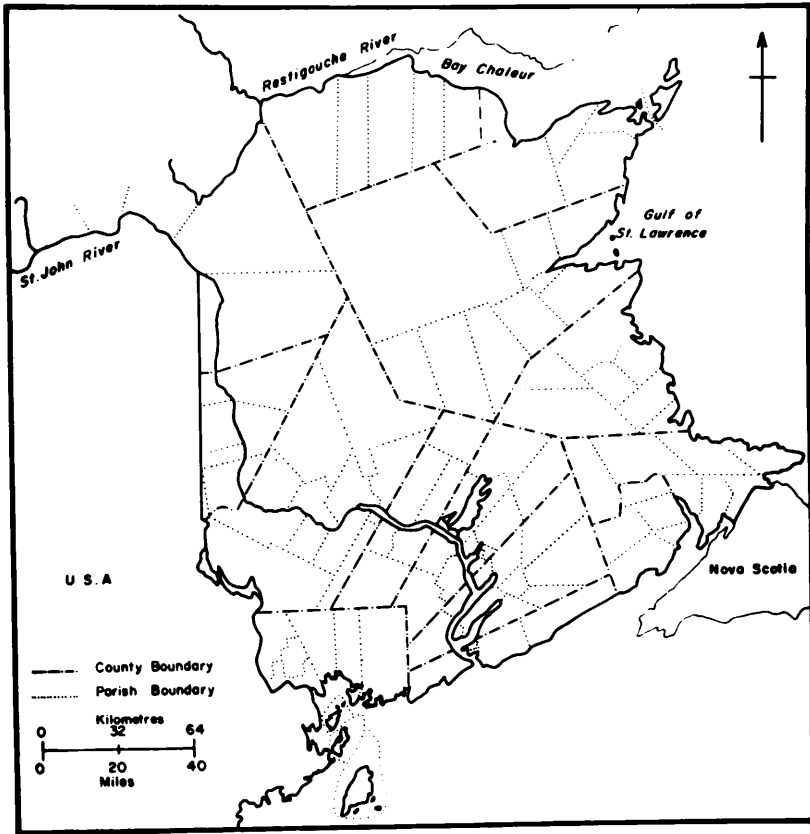 Restigouche River
Bay Chaleur
Gulf of
St. Lawrence
St. John River
U S.A
Nova Scotia
County Boundary
Parish Boundary
Kilometres
0 32 64
0 20 40
Miles